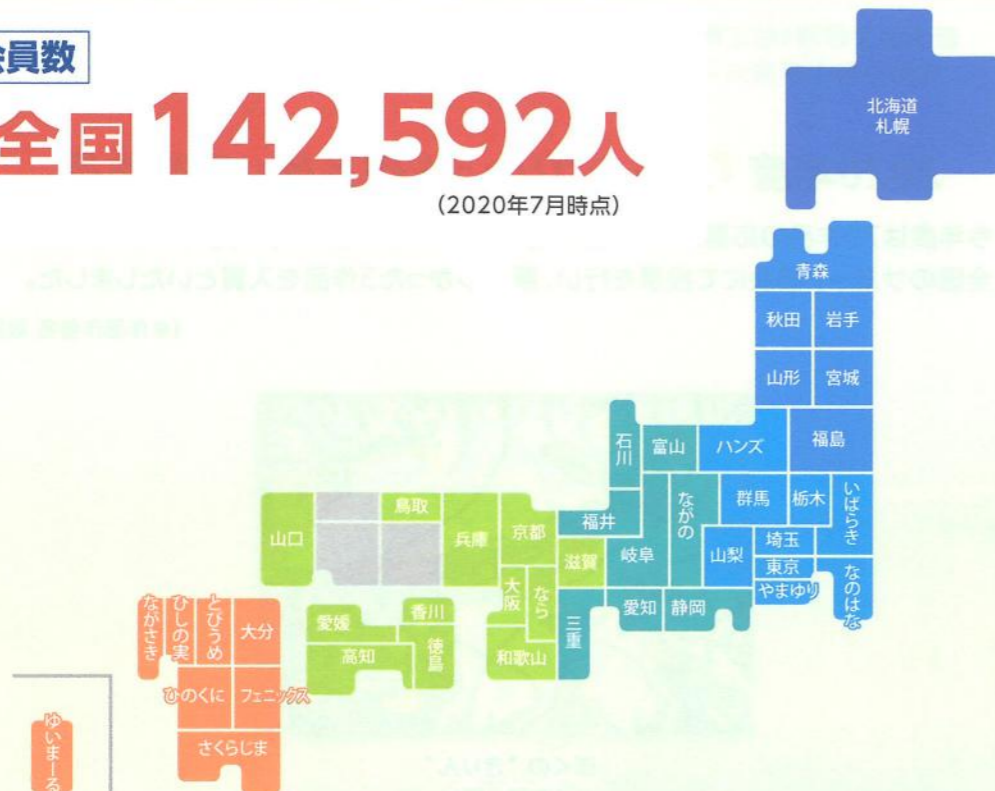 会員数
全国142,592人
(2020年7月時点)
北海道
札幌
青森
秋田
岩手
山形
宮城
石川
富山
ハンズ
福島
福井
岐阜
ながの
群馬
栃木
いばらき
山梨
埼玉
東京
やまゆり
なのはな
山口
鳥取
兵庫
京都
滋賀
大阪
なら
和歌山
三重
愛知
静岡
愛媛
香川
高知
徳島
ながさき
ひしの実
とびうめ
大分
ひのくに
フェニックス
さくらじま
ゆいまーる